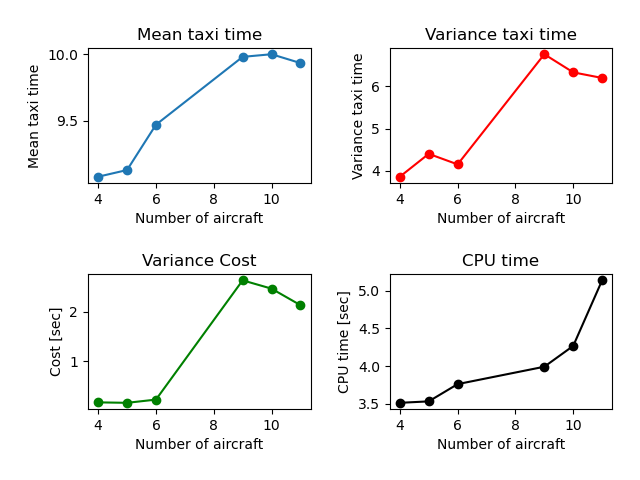 Mean taxi time
Mean taxi time
10.0
9.5
4 6 8 10
Number of aircraft
Variance taxi time
Variance taxi time
6
5
4
4 6 8 10
Number of aircraft
Variance Cost
Cost [sec]
2
1
4 6 8 10
Number of aircraft
CPU time
CPU time [sec]
5.0
4.5
4.0
3.5
4 6 8 10
Number of aircraft